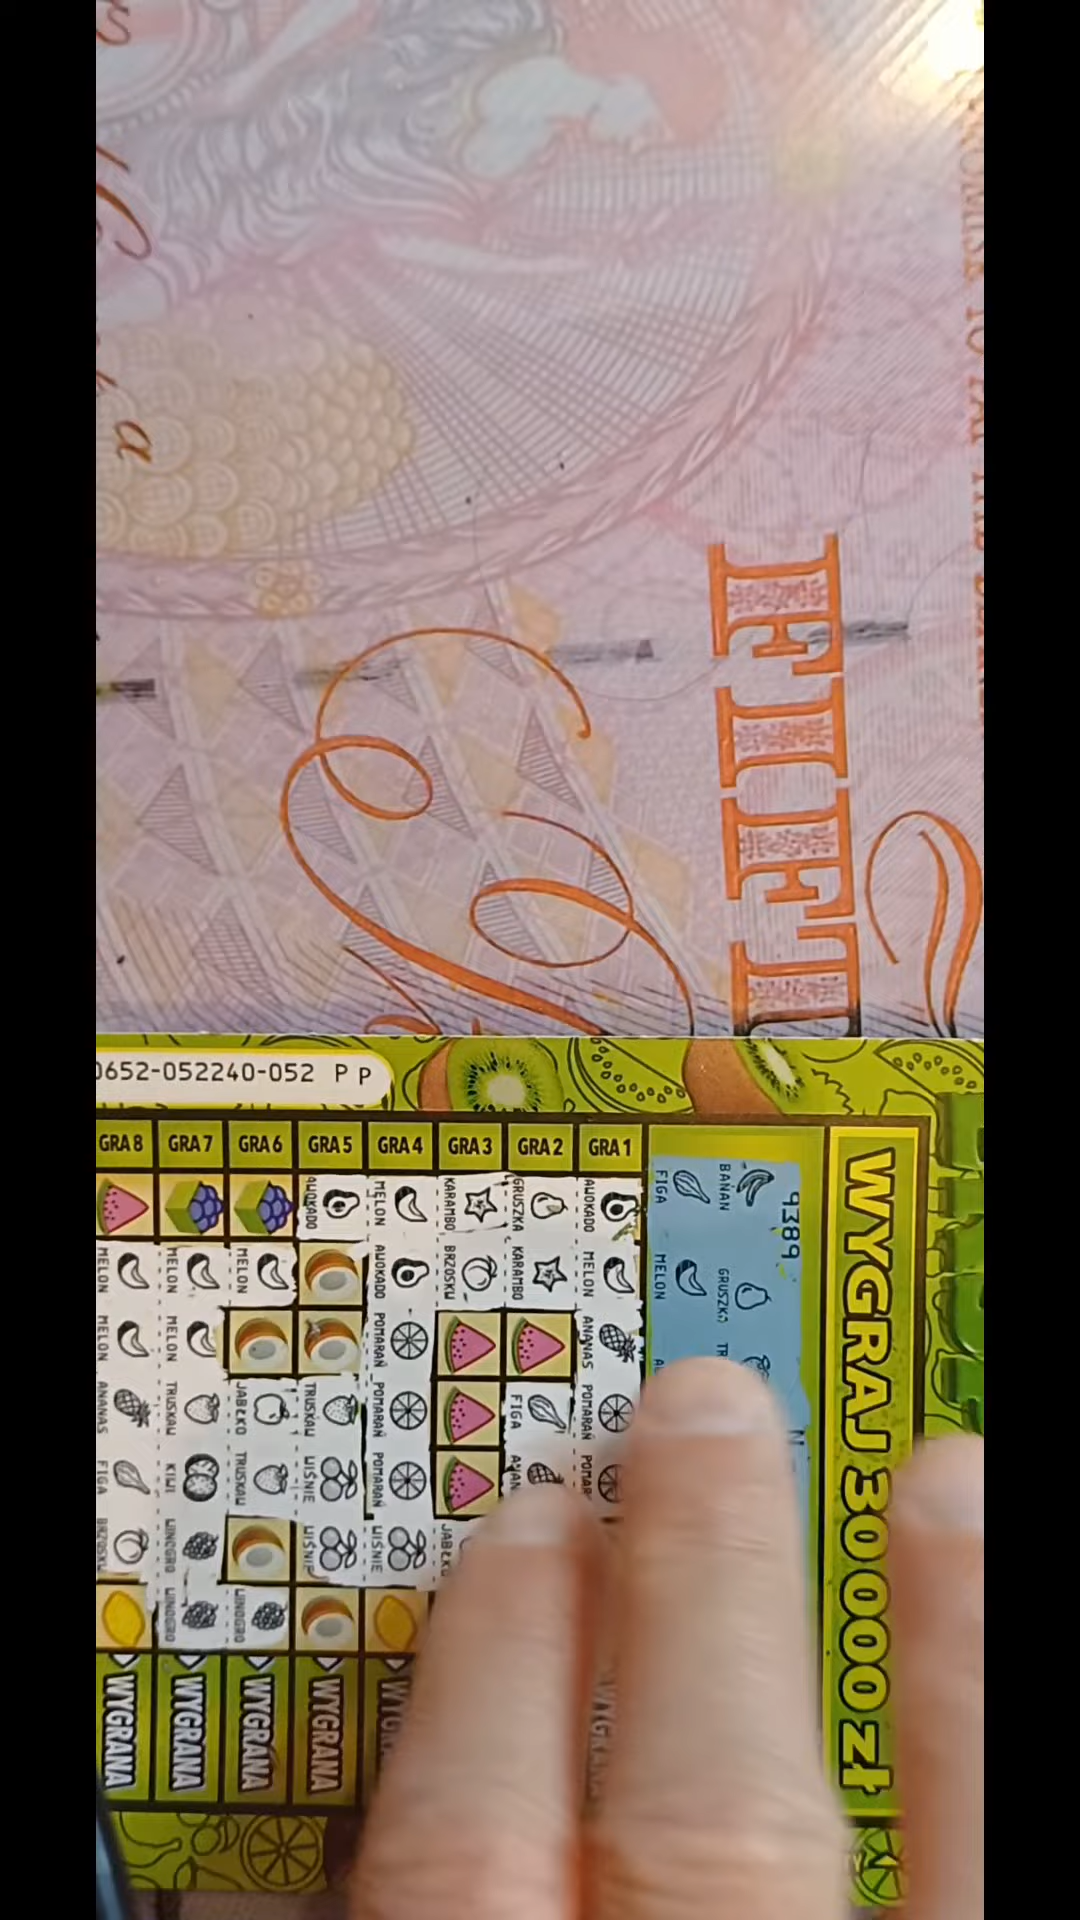 FIFT
0652-052240-052 P P
WYGRAJ 30 000 zł
9389
BANAN GRUSZKA
FIGA MELON
GRA 1 AWOKADO MELON ANANAS POMARAŃ
GRA 2 GRUSZKA KARAMBO FIGA
GRA 3 KARAMBO BRZOSKW JABŁKO
GRA 4 MELON AWOKADO POMARAŃ POMARAŃ POMARAŃ WIŚNIE
GRA 5 AWOKADO TRUSKAW WIŚNIE WIŚNIE WYGRANA
GRA 6 MELON JABŁKO TRUSKAW WINOGRO WYGRANA
GRA 7 MELON MELON TRUSKAW KIWI WINOGRO WINOGRO WYGRANA
GRA 8 MELON MELON ANANAS FIGA BRZOSKW WYGRANA